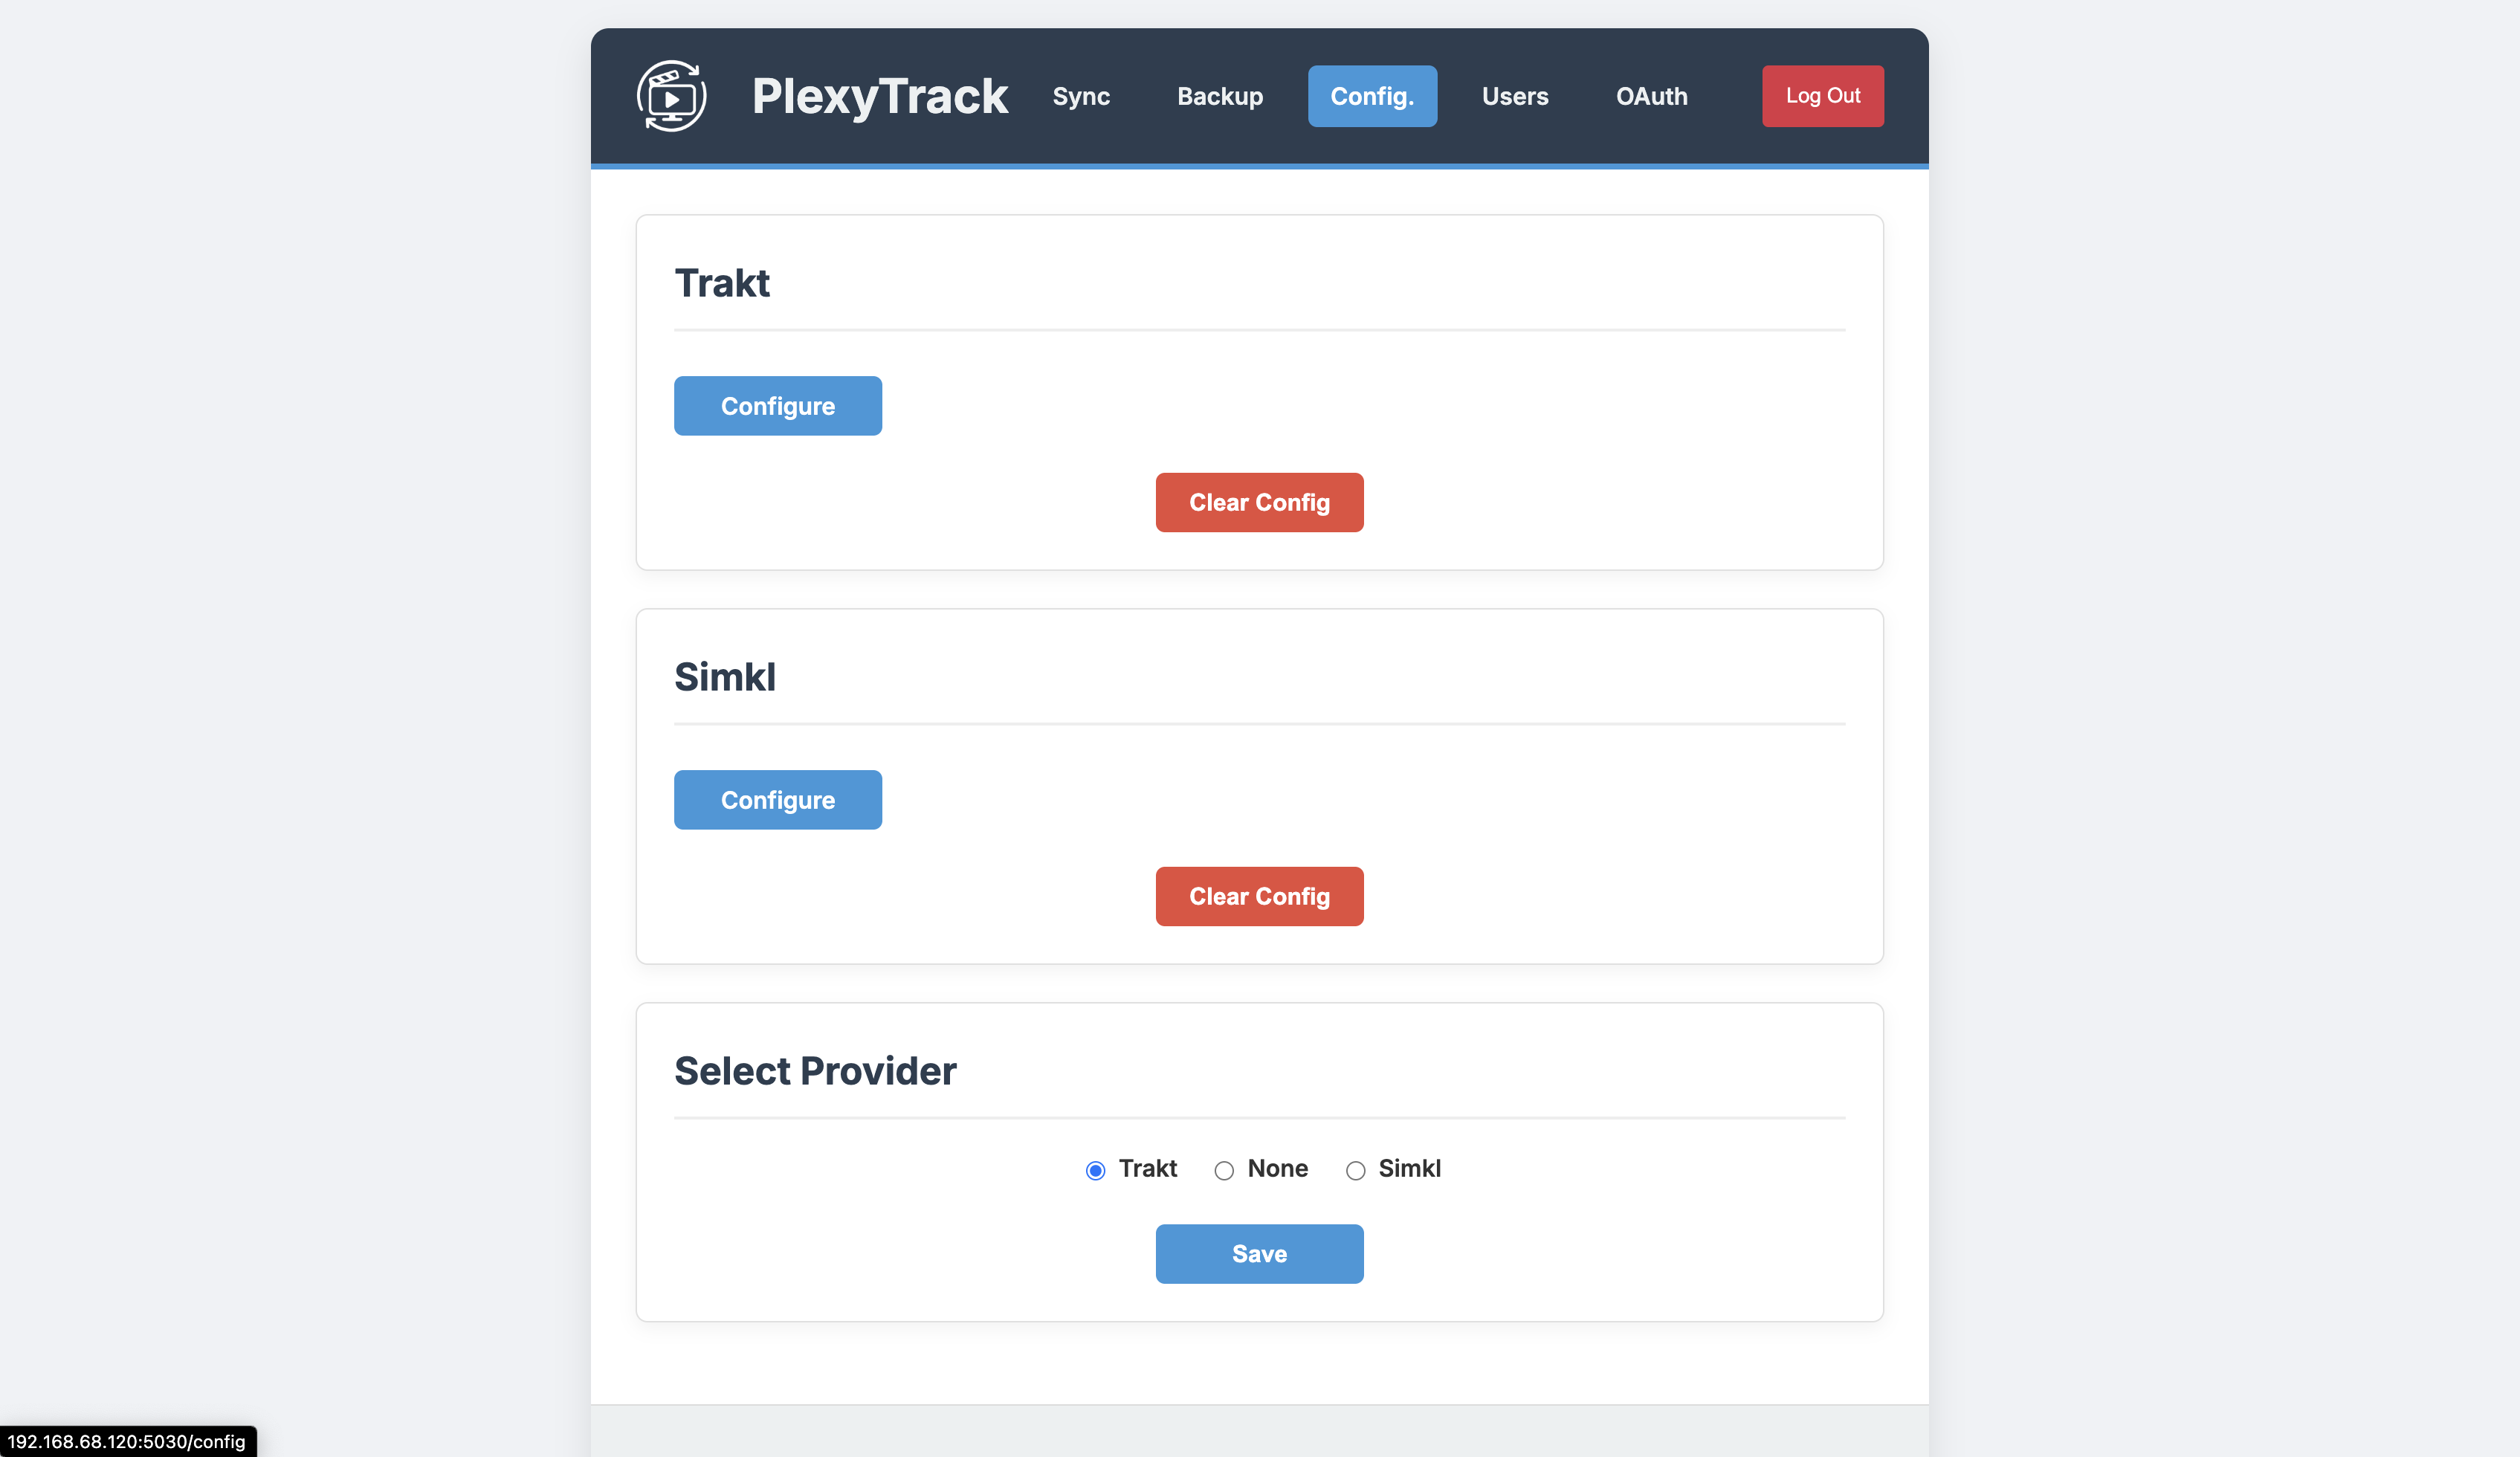 PlexyTrack Sync Backup Config. Users OAuth Log Out
Trakt
Configure
Clear Config
Simkl
Configure
Clear Config
Select Provider
Trakt None Simkl
Save
192.168.68.120:5030/config